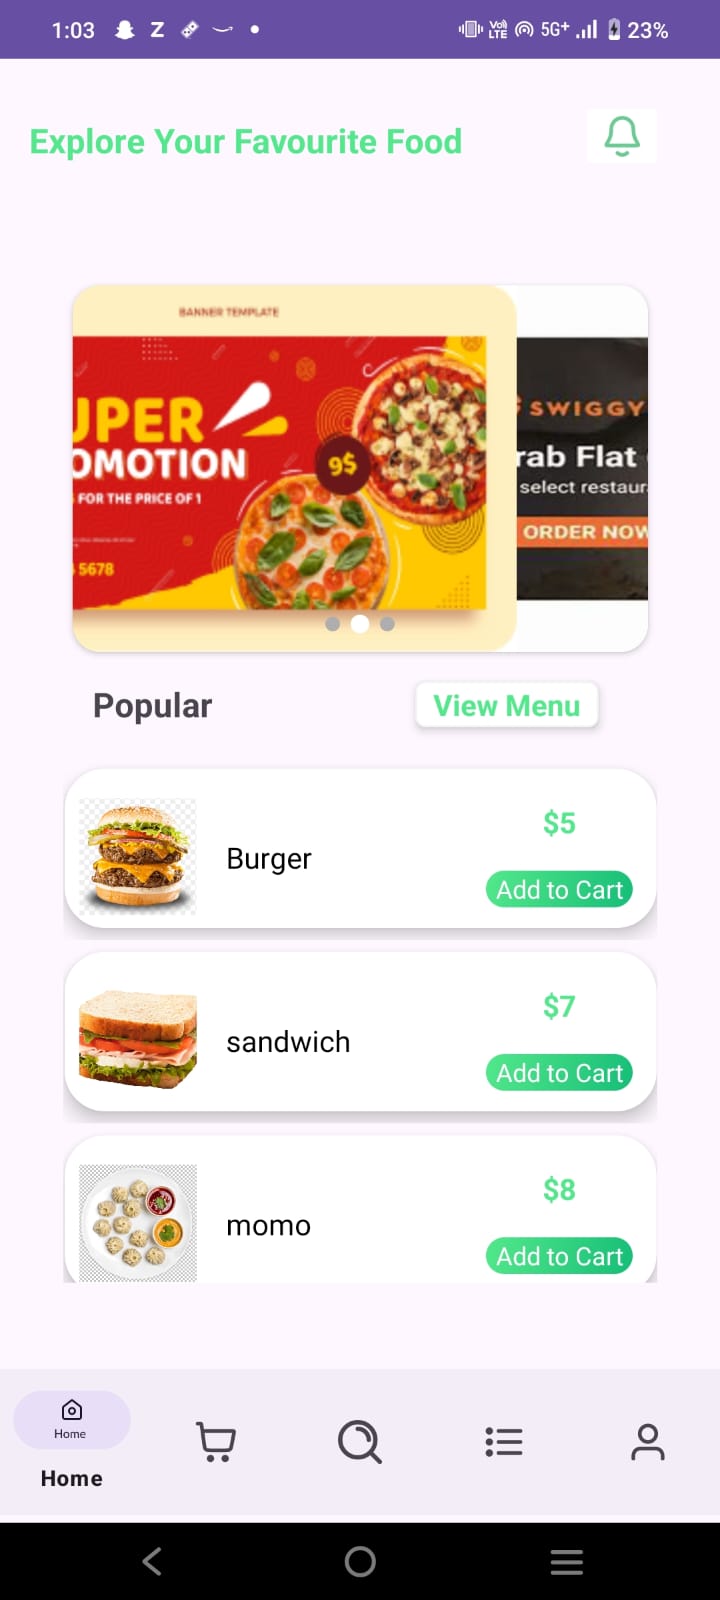 1:03 Z VoL LTE 5G+ 23%
Explore Your Favourite Food
BANNER TEMPLATE
UPER
OMOTION
FOR THE PRICE OF 1
5678
9$
SWIGGY
rab Flat
select restaur
ORDER NOW
Popular
View Menu
Burger
$5
Add to Cart
sandwich
$7
Add to Cart
momo
$8
Add to Cart
Home
Home